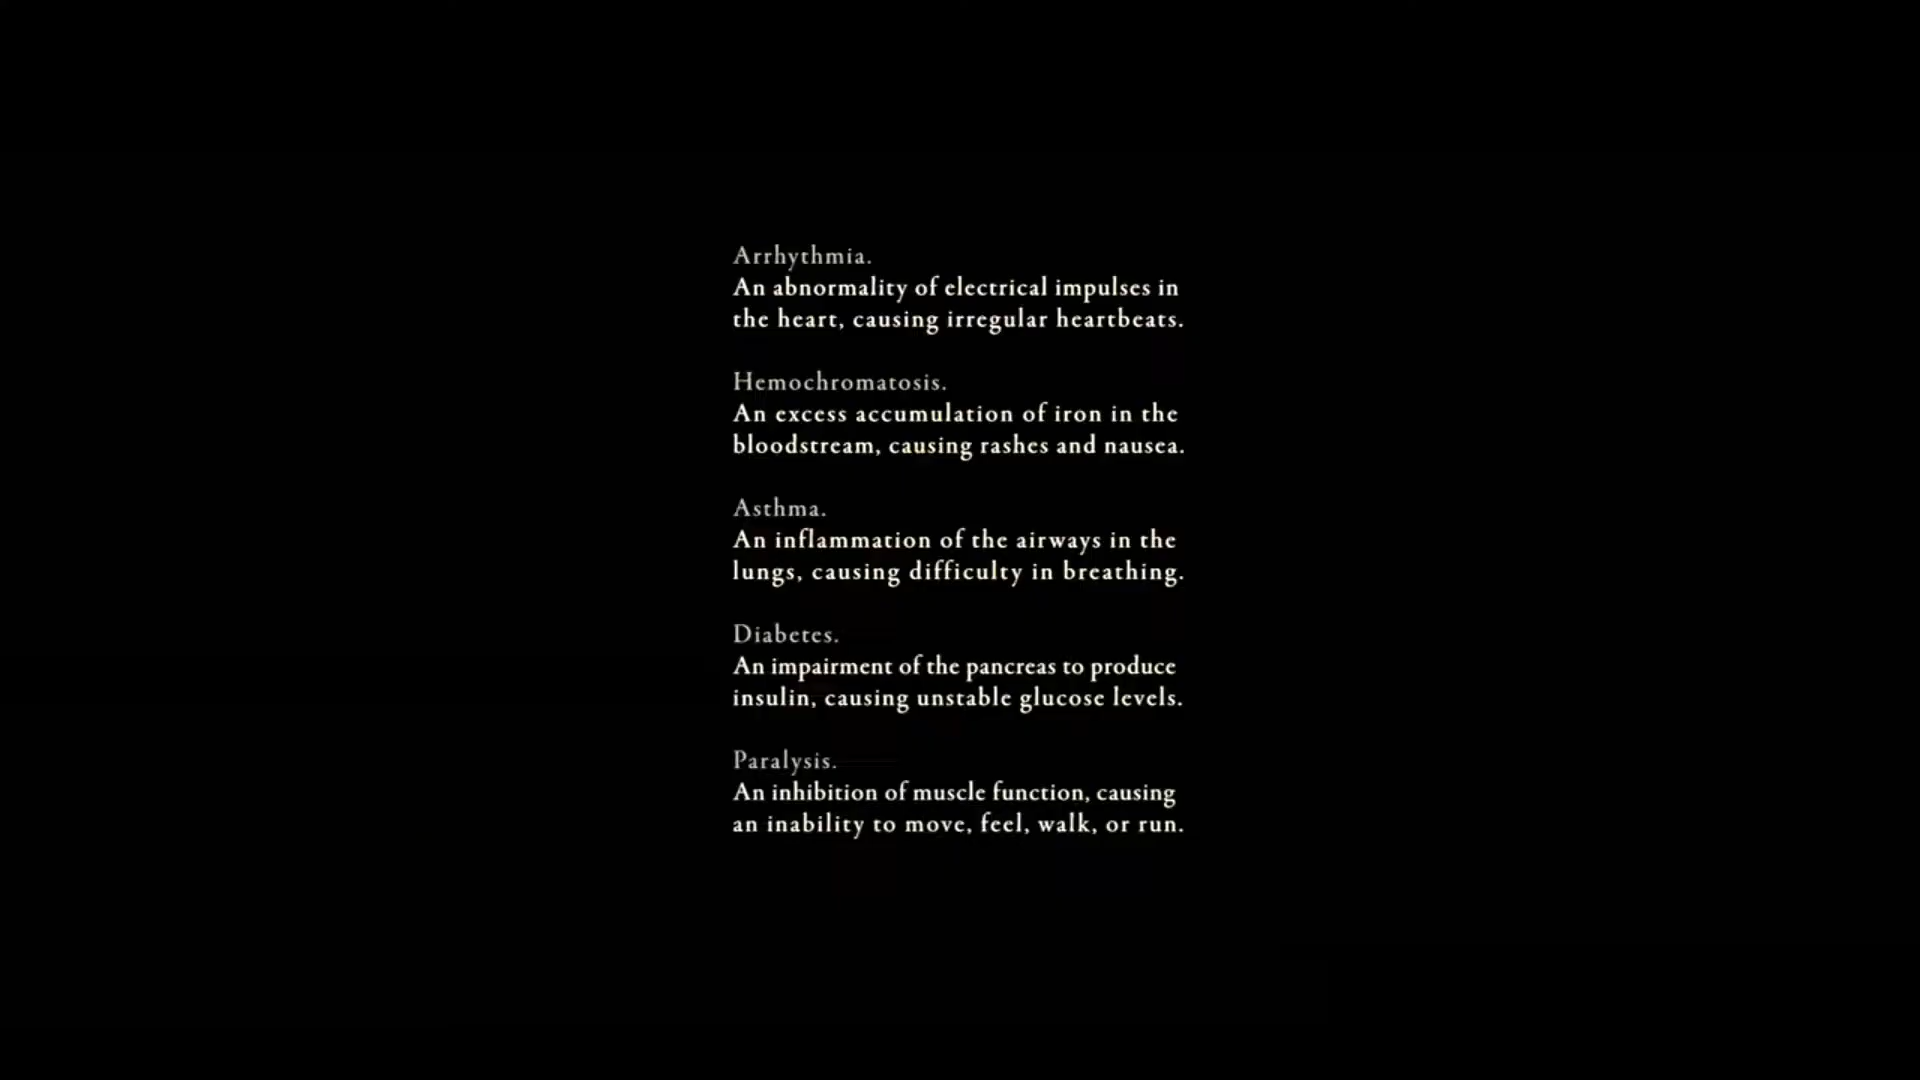 Arrhythmia.
An abnormality of electrical impulses in
the heart, causing irregular heartbeats.
Hemochromatosis.
An excess accumulation of iron in the
bloodstream, causing rashes and nausea.
Asthma.
An inflammation of the airways in the
lungs, causing difficulty in breathing.
Diabetes.
An impairment of the pancreas to produce
insulin, causing unstable glucose levels.
Paralysis.
An inhibition of muscle function, causing
an inability to move, feel, walk, or run.